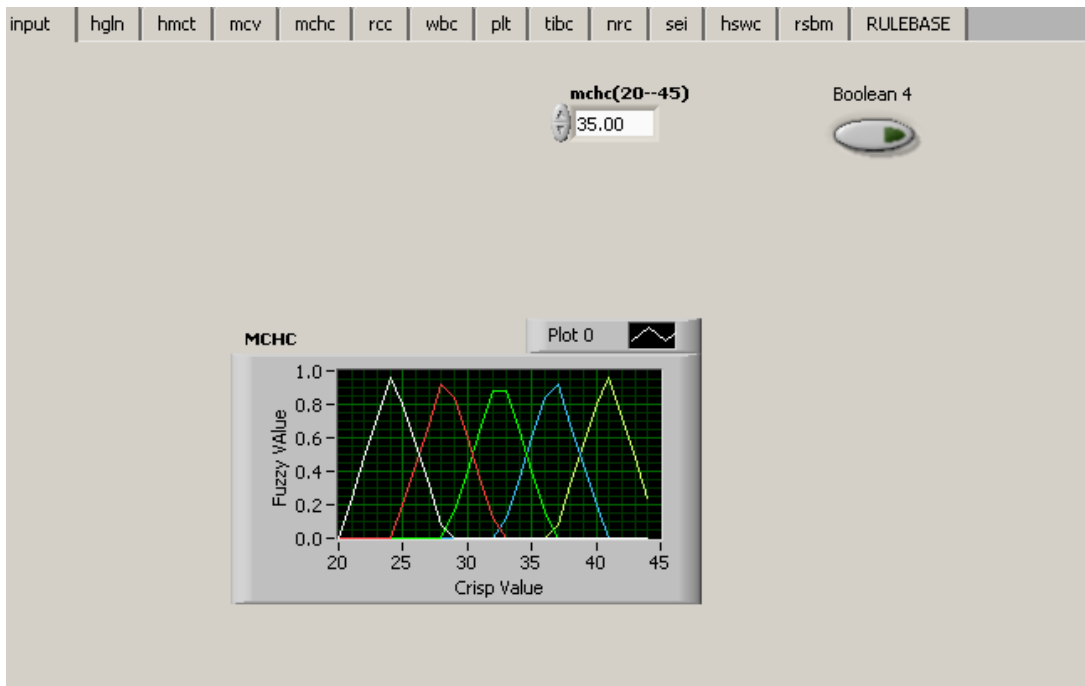 input hgln hmct mcv mchc rcc wbc plt tibc nrc sei hswc rsbm RULEBASE
mchc(20--45)
Boolean 4
35.00
MCHC
Plot 0
1.0
0.8
0.6
0.4
0.2
0.0
Fuzzy VAlue
20 25 30 35 40 45
Crisp Value